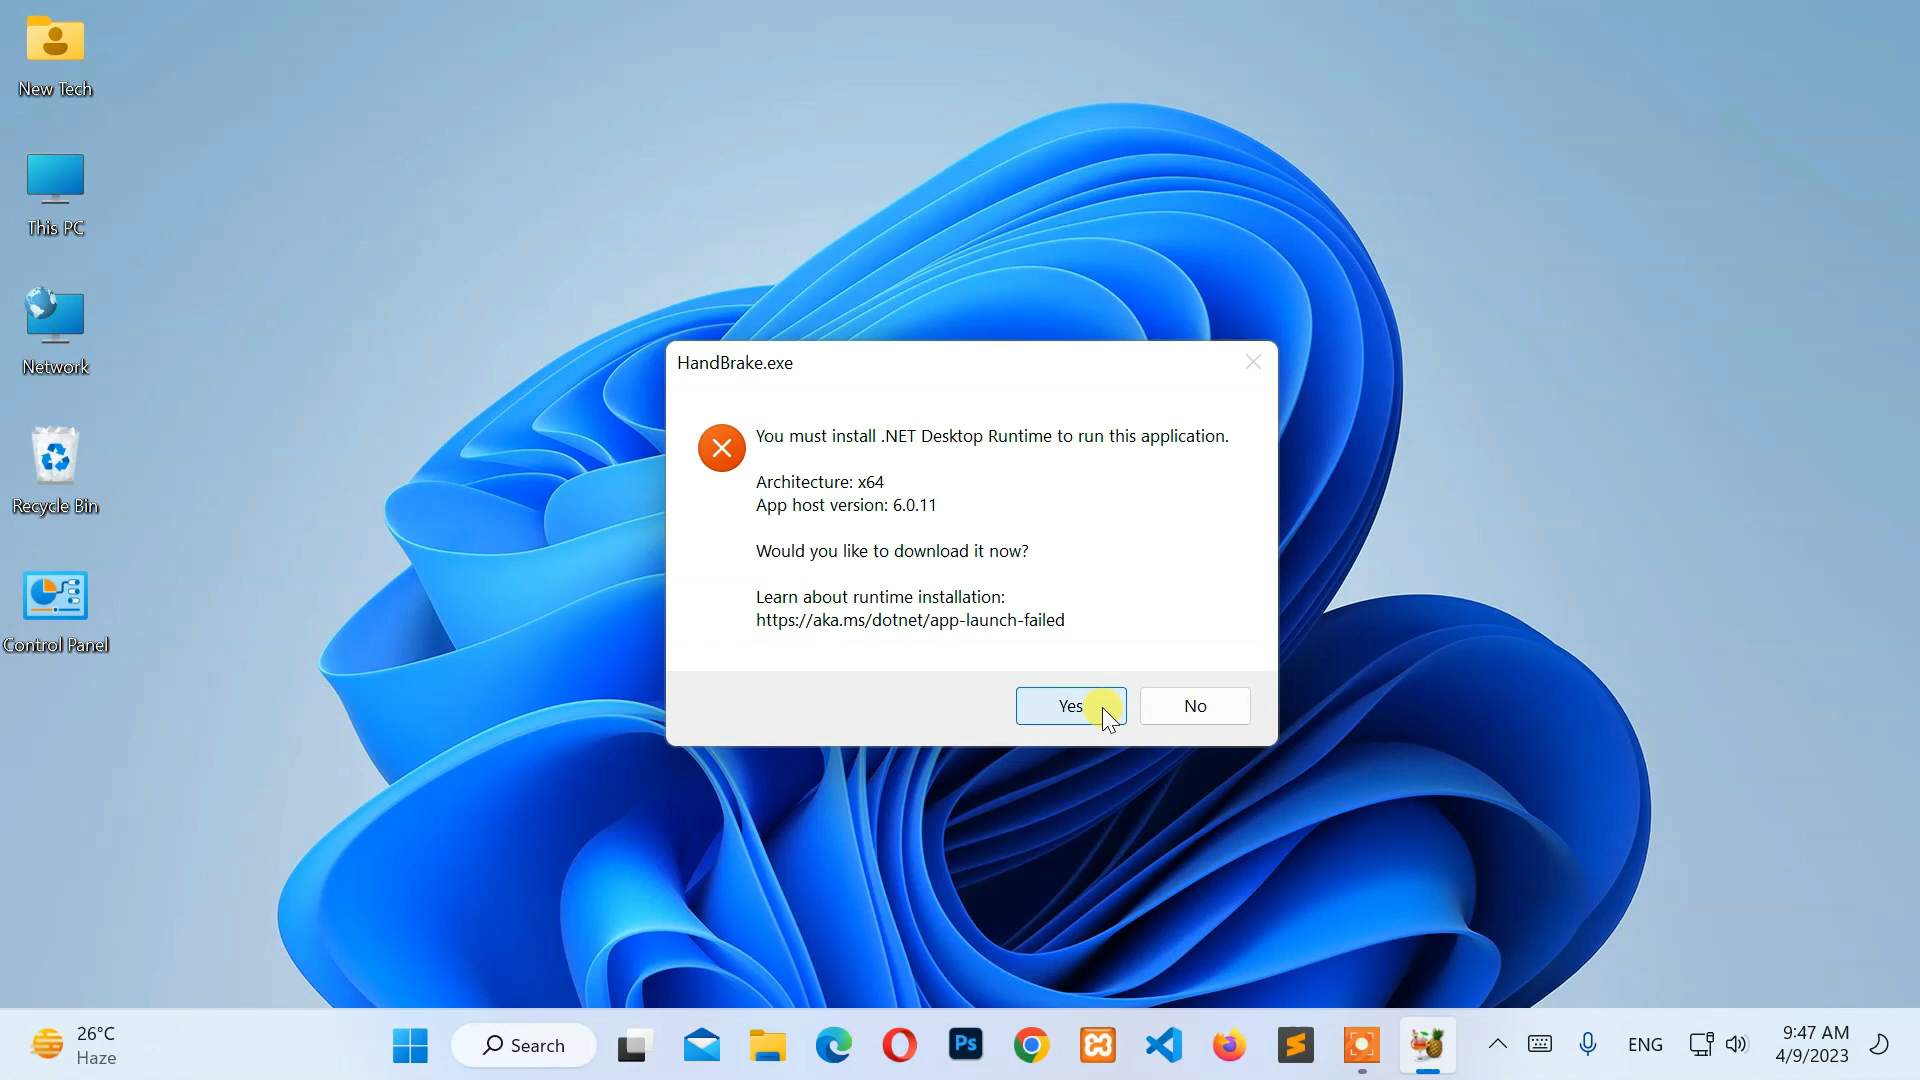 New Tech
This PC
Network
Recycle Bin
Control Panel
HandBrake.exe
You must install .NET Desktop Runtime to run this application.
Architecture: x64
App host version: 6.0.11
Would you like to download it now?
Learn about runtime installation:
https://aka.ms/dotnet/app-launch-failed
Yes
No
26°C
Haze
Search
Ps
ENG
9:47 AM
4/9/2023